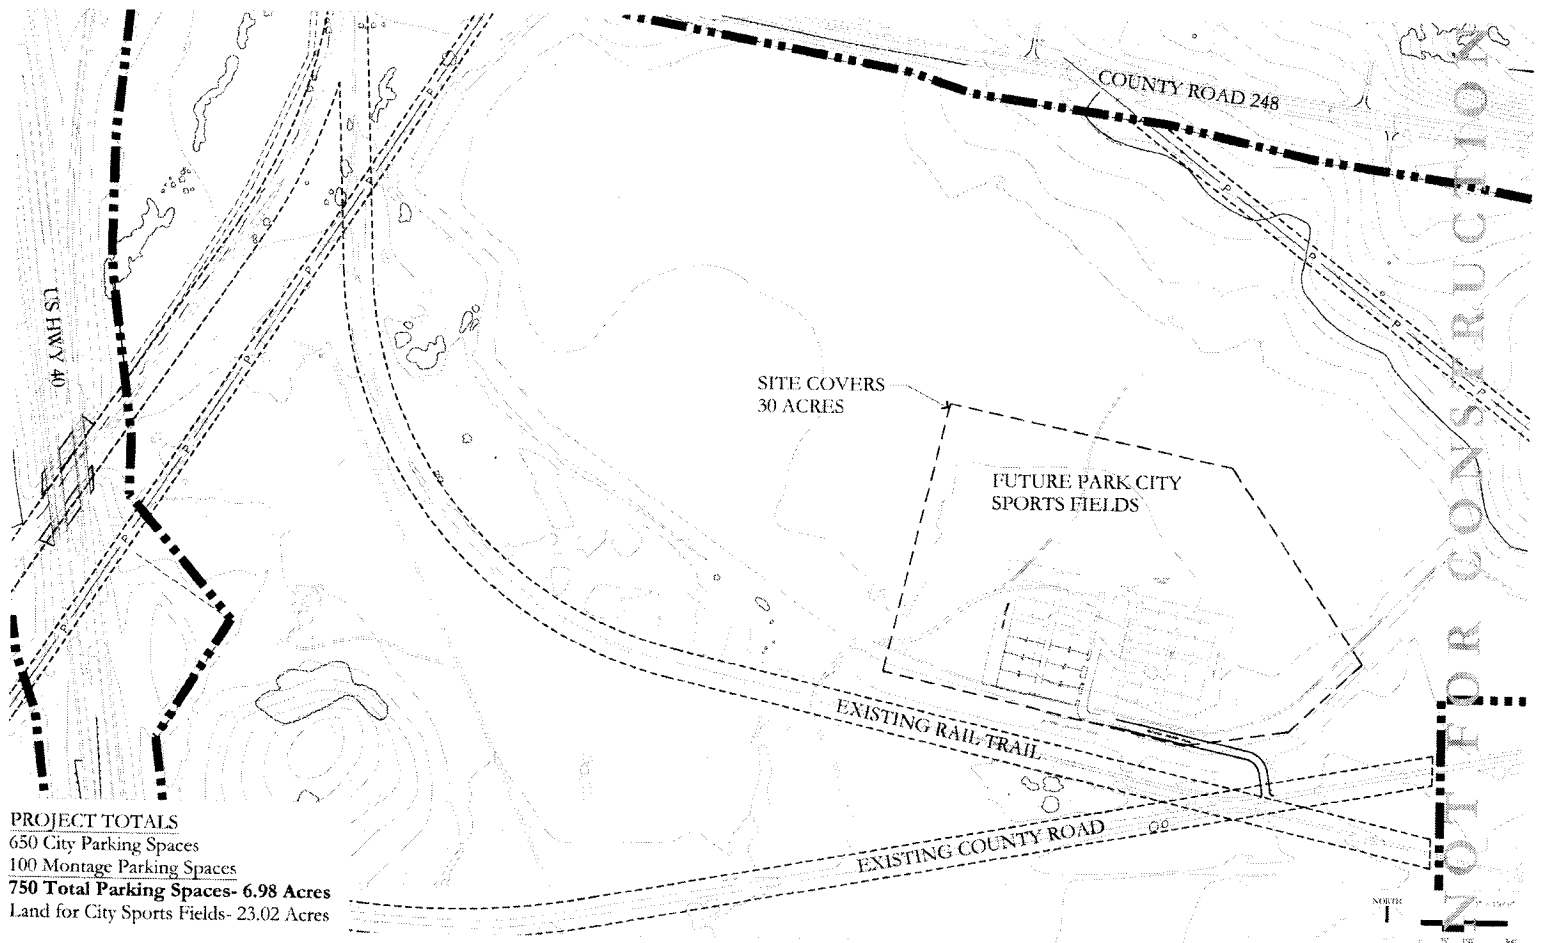 COUNTY ROAD 248
US HWY 40
SITE COVERS
30 ACRES
FUTURE PARK CITY
SPORTS FIELDS
EXISTING RAIL TRAIL
EXISTING COUNTY ROAD
PROJECT TOTALS
650 City Parking Spaces
100 Montage Parking Spaces
750 Total Parking Spaces- 6.98 Acres
Land for City Sports Fields- 23.02 Acres
NORTH
NOT FOR CONSTRUCTION
P
P
P
P
P
P
P
P
P
P